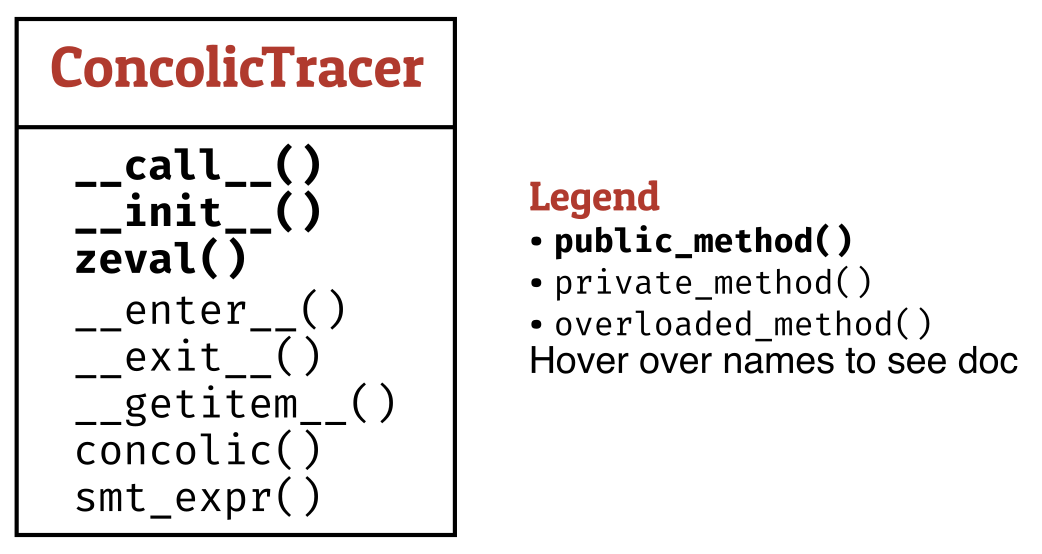 ConcolicTracer
__call__()
__init__()
zeval()
__enter__()
__exit__()
__getitem__()
concolic()
smt_expr()
Legend
• public_method()
• private_method()
• overloaded_method()
Hover over names to see doc